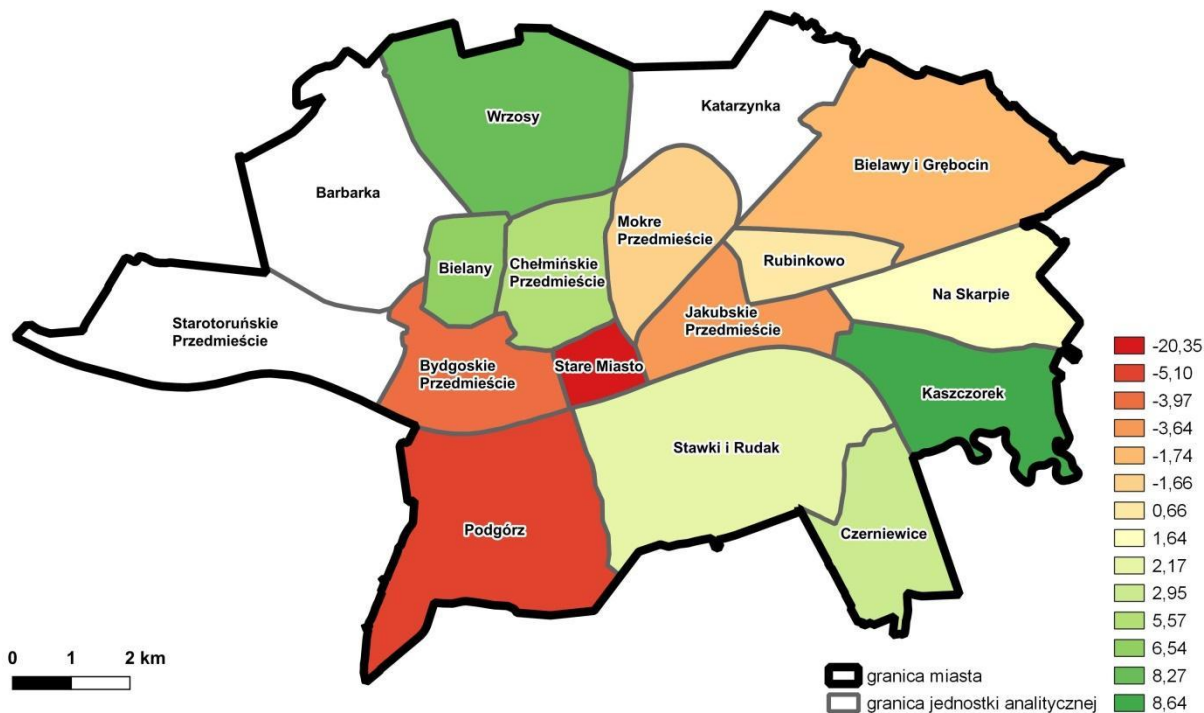 Wrzosy
Katarzynka
Bielawy i Grębocin
Barbarka
Mokre
Przedmieście
Bielany
Chełmińskie
Przedmieście
Rubinkowo
Na Skarpie
Starotoruńskie
Przedmieście
Jakubskie
Przedmieście
Bydgoskie
Przedmieście
Stare Miasto
Kaszczorek
Stawki i Rudak
Podgórz
Czerniewice
-20,35
-5,10
-3,97
-3,64
-1,74
-1,66
0,66
1,64
2,17
2,95
5,57
6,54
8,27
8,64
0 1 2 km
granica miasta
granica jednostki analitycznej